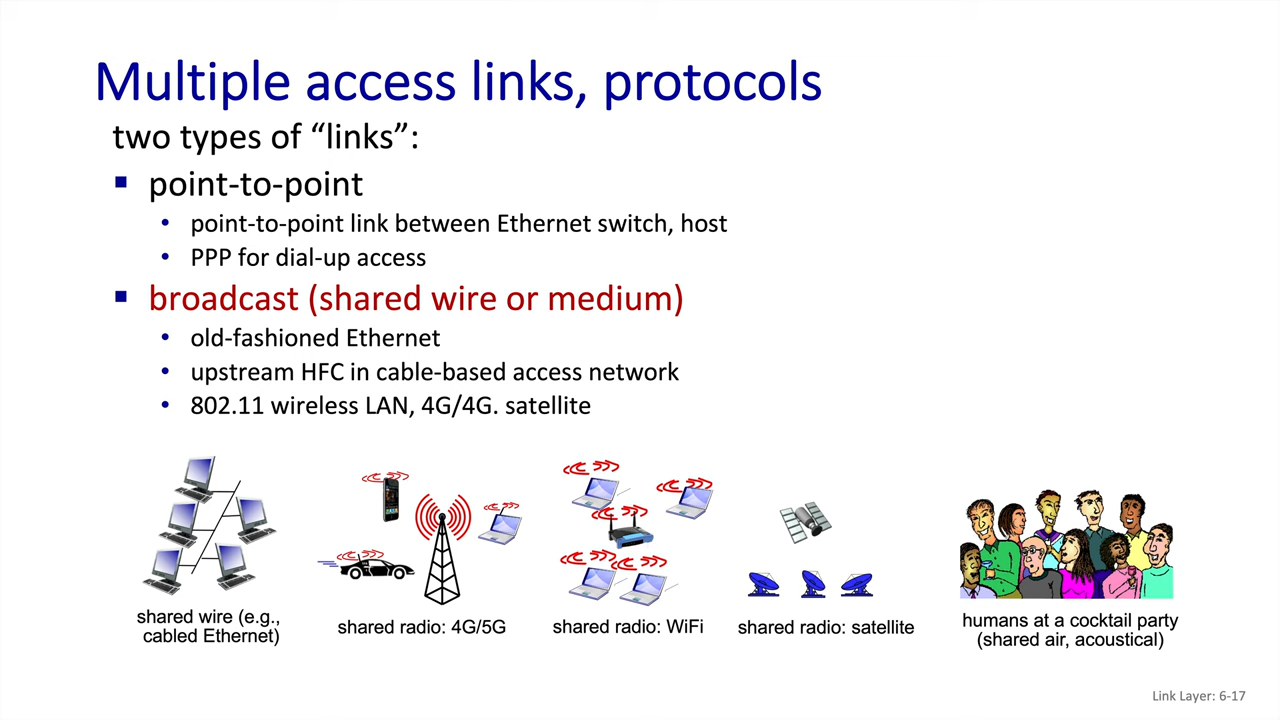 Multiple access links, protocols
two types of “links”:
▪ point-to-point
• point-to-point link between Ethernet switch, host
• PPP for dial-up access
▪ broadcast (shared wire or medium)
• old-fashioned Ethernet
• upstream HFC in cable-based access network
• 802.11 wireless LAN, 4G/4G. satellite
shared wire (e.g.,
cabled Ethernet)
shared radio: 4G/5G
shared radio: WiFi
shared radio: satellite
humans at a cocktail party
(shared air, acoustical)
Link Layer: 6-17